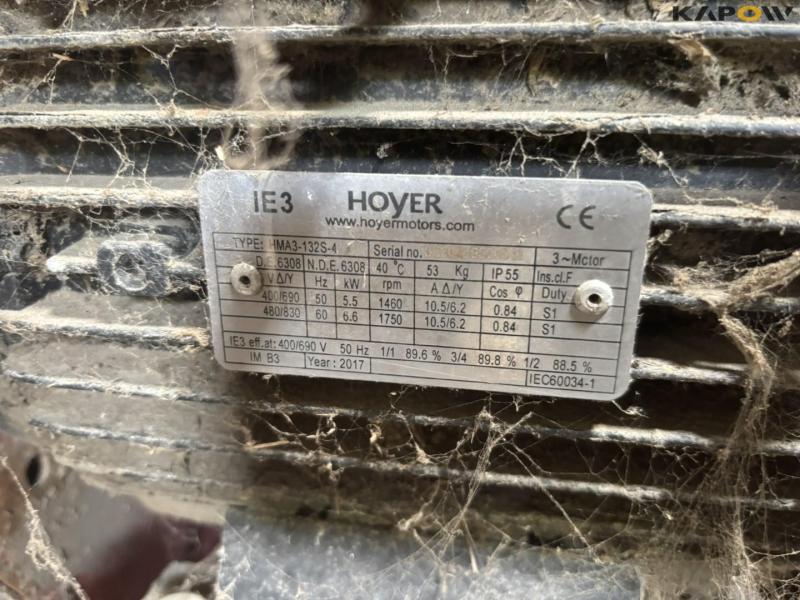 KAPOW
IE3 HOYER CE
www.hoyermotors.com
TYPE: HMA3-132S-4 Serial no. 3~Motor
D.E.6308 N.D.E.6308 40 °C 53 Kg IP 55 Ins.cl.F
V Δ/Y Hz kW rpm A Δ/Y Cos φ Duty
400/690 50 5.5 1460 10.5/6.2 0.84 S1
480/830 60 6.6 1750 10.5/6.2 0.84 S1
IE3 eff.at: 400/690 V 50 Hz 1/1 89.6 % 3/4 89.8 % 1/2 88.5 %
IM B3 Year: 2017 IEC60034-1